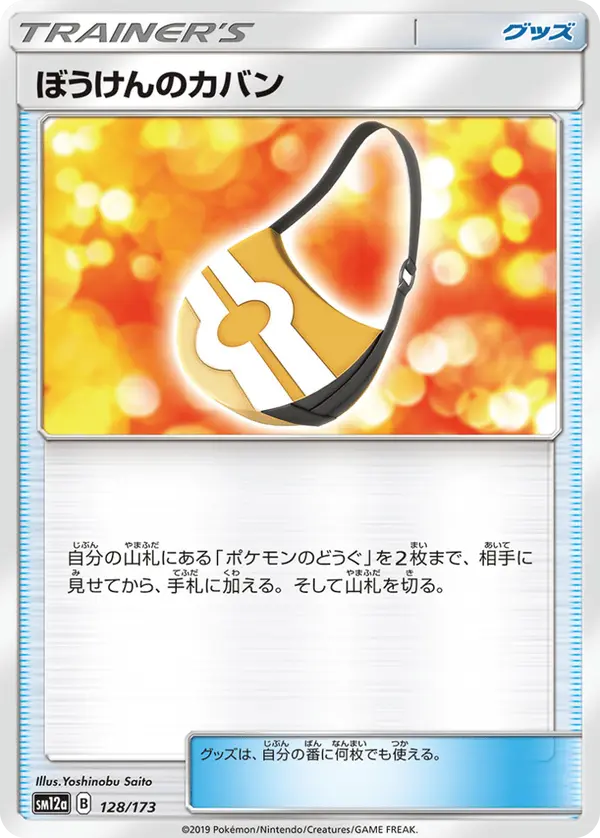 TRAINER'S
グッズ
ぼうけんのカバン
自分の山札にある「ポケモンのどうぐ」を2枚まで、相手に
見せてから、手札に加える。そして山札を切る。
グッズは、自分の番に何枚でも使える。
Illus.Yoshinobu Saito
sm12a B 128/173
©2019 Pokémon/Nintendo/Creatures/GAME FREAK.